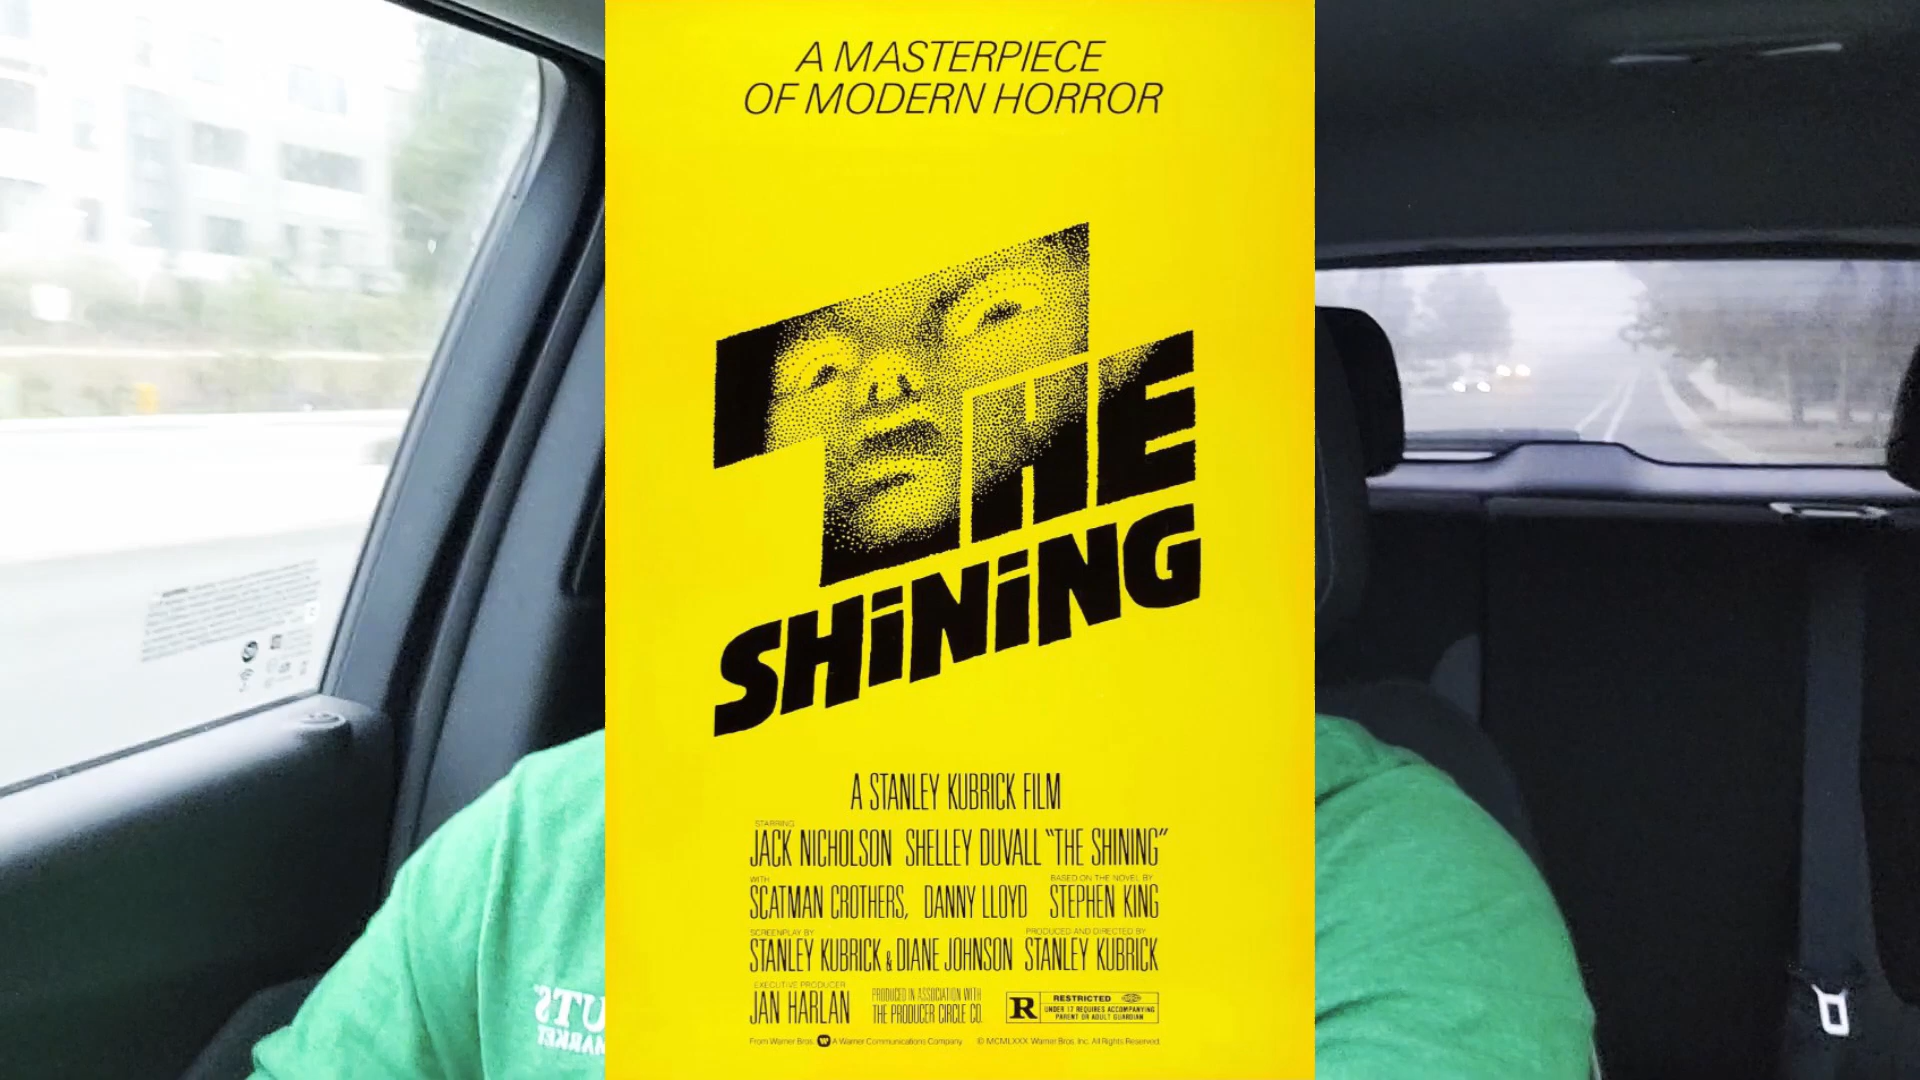 A MASTERPIECE
OF MODERN HORROR
THE
SHiNiNG
A STANLEY KUBRICK FILM
STARRING
JACK NICHOLSON SHELLEY DUVALL "THE SHINING"
WITH BASED ON THE NOVEL BY
SCATMAN CROTHERS, DANNY LLOYD STEPHEN KING
SCREENPLAY BY PRODUCED AND DIRECTED BY
STANLEY KUBRICK & DIANE JOHNSON STANLEY KUBRICK
EXECUTIVE PRODUCER
JAN HARLAN
PRODUCED IN ASSOCIATION WITH
THE PRODUCER CIRCLE CO.
R RESTRICTED
UNDER 17 REQUIRES ACCOMPANYING
PARENT OR ADULT GUARDIAN
From Warner Bros. A Warner Communications Company © MCMLXXX Warner Bros. Inc. All Rights Reserved.